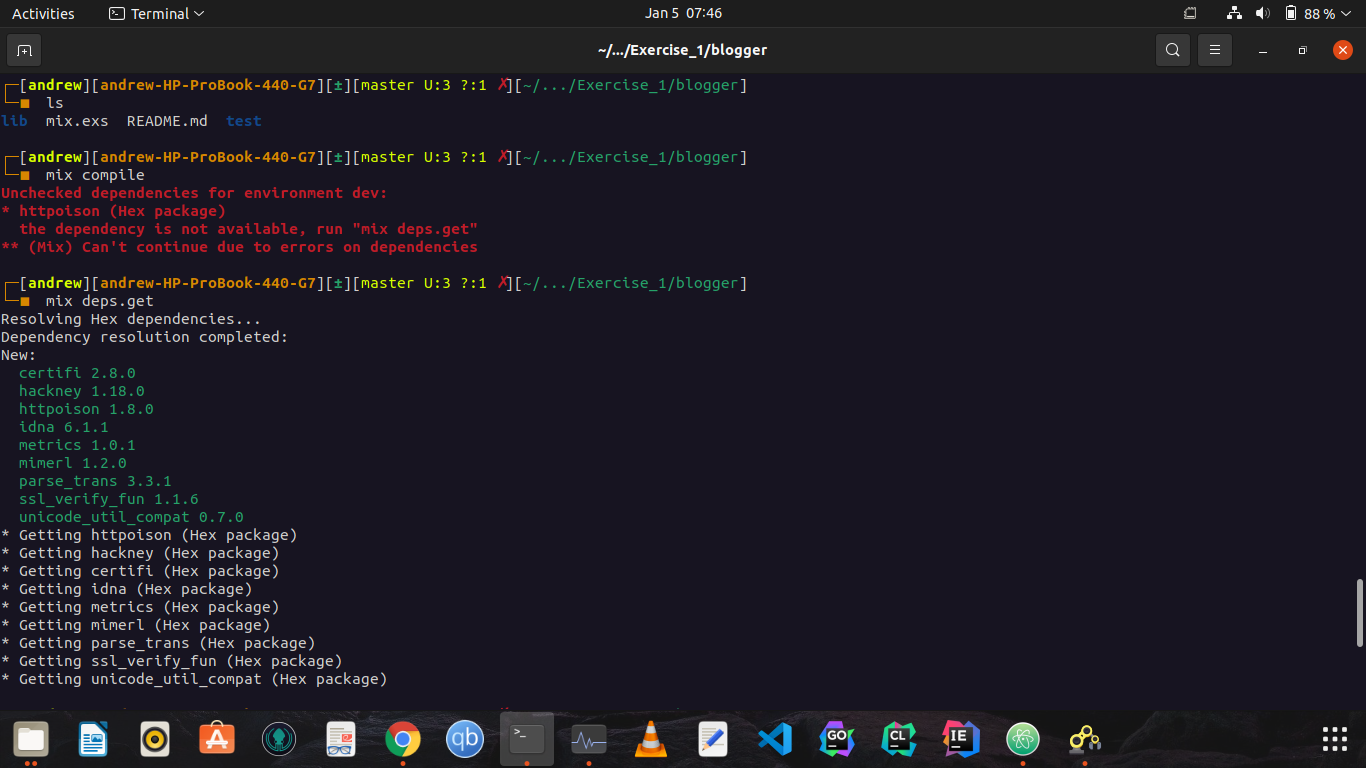 Activities Terminal Jan 5 07:46 88 %
~/.../Exercise_1/blogger
[andrew][andrew-HP-ProBook-440-G7][±][master U:3 ?:1 ✗][~/.../Exercise_1/blogger]
ls
lib mix.exs README.md test
[andrew][andrew-HP-ProBook-440-G7][±][master U:3 ?:1 ✗][~/.../Exercise_1/blogger]
mix compile
Unchecked dependencies for environment dev:
* httpoison (Hex package)
the dependency is not available, run "mix deps.get"
** (Mix) Can't continue due to errors on dependencies
[andrew][andrew-HP-ProBook-440-G7][±][master U:3 ?:1 ✗][~/.../Exercise_1/blogger]
mix deps.get
Resolving Hex dependencies...
Dependency resolution completed:
New:
certifi 2.8.0
hackney 1.18.0
httpoison 1.8.0
idna 6.1.1
metrics 1.0.1
mimerl 1.2.0
parse_trans 3.3.1
ssl_verify_fun 1.1.6
unicode_util_compat 0.7.0
* Getting httpoison (Hex package)
* Getting hackney (Hex package)
* Getting certifi (Hex package)
* Getting idna (Hex package)
* Getting metrics (Hex package)
* Getting mimerl (Hex package)
* Getting parse_trans (Hex package)
* Getting ssl_verify_fun (Hex package)
* Getting unicode_util_compat (Hex package)
qb >_ GO CL IE